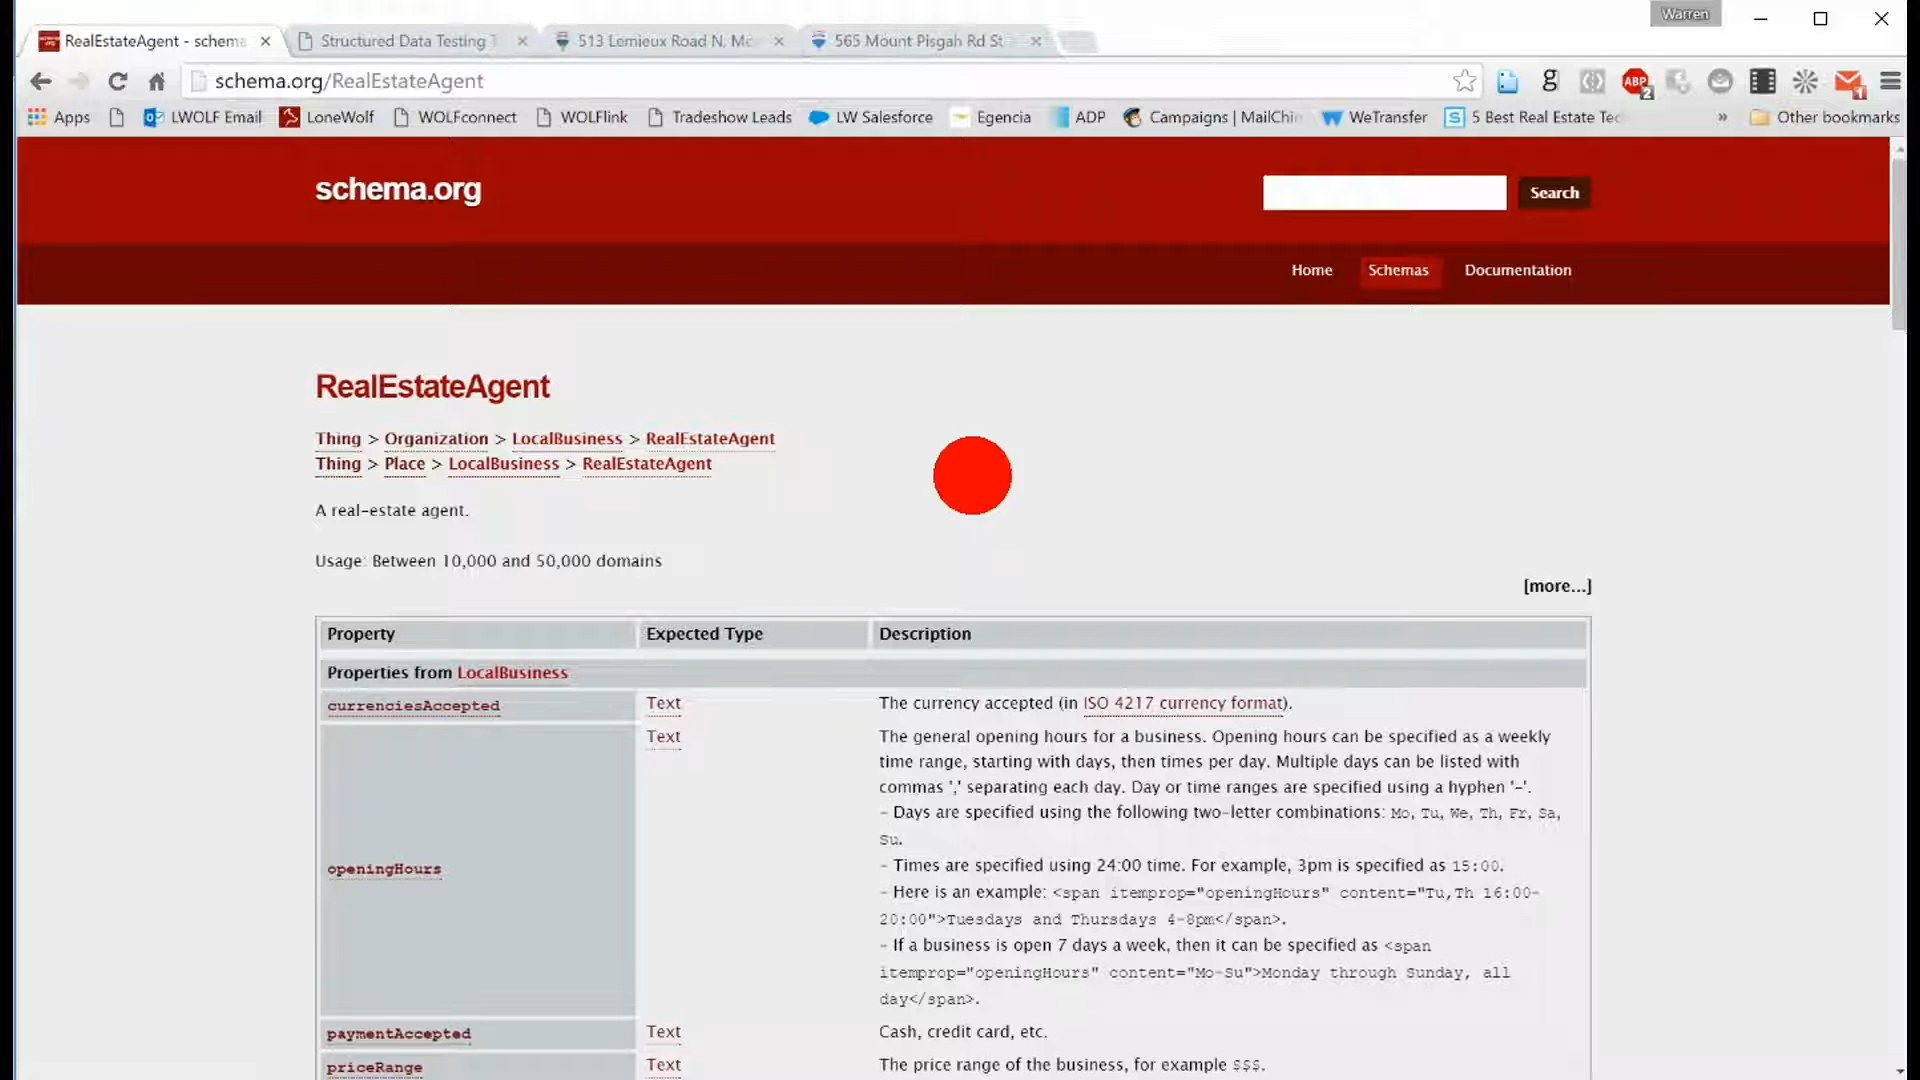 Warren
RealEstateAgent - schema
Structured Data Testing T
513 Lemieux Road N, Mc
565 Mount Pisgah Rd St
schema.org/RealEstateAgent
ABP
2
1
Apps
LWOLF Email
LoneWolf
WOLFconnect
WOLFlink
Tradeshow Leads
LW Salesforce
Egencia
ADP
Campaigns | MailChin
WeTransfer
5 Best Real Estate Tec
»
Other bookmarks
schema.org
Search
Home
Schemas
Documentation
RealEstateAgent
Thing > Organization > LocalBusiness > RealEstateAgent
Thing > Place > LocalBusiness > RealEstateAgent
A real-estate agent.
Usage: Between 10,000 and 50,000 domains
[more...]
Property
Expected Type
Description
Properties from LocalBusiness
currenciesAccepted
Text
The currency accepted (in ISO 4217 currency format).
openingHours
Text
The general opening hours for a business. Opening hours can be specified as a weekly
time range, starting with days, then times per day. Multiple days can be listed with
commas ',' separating each day. Day or time ranges are specified using a hyphen '-'.
- Days are specified using the following two-letter combinations: Mo, Tu, We, Th, Fr, Sa,
Su.
- Times are specified using 24:00 time. For example, 3pm is specified as 15:00.
- Here is an example: <span itemprop="openingHours" content="Tu,Th 16:00-
20:00">Tuesdays and Thursdays 4-8pm</span>.
- If a business is open 7 days a week, then it can be specified as <span
itemprop="openingHours" content="Mo-Su">Monday through Sunday, all
day</span>.
paymentAccepted
Text
Cash, credit card, etc.
priceRange
Text
The price range of the business, for example $$$.